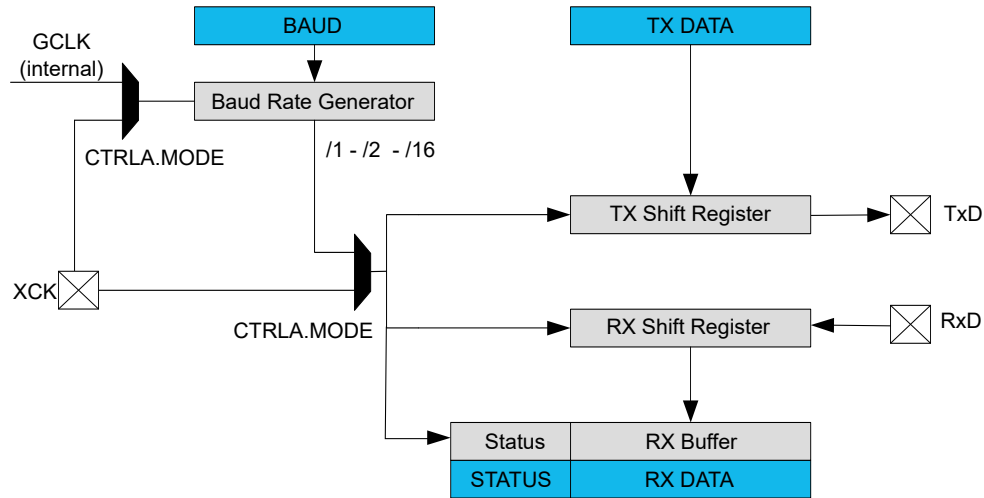 BAUD
TX DATA
GCLK
(internal)
Baud Rate Generator
CTRLA.MODE
/1 - /2 - /16
TX Shift Register
TxD
XCK
CTRLA.MODE
RX Shift Register
RxD
Status
RX Buffer
STATUS
RX DATA